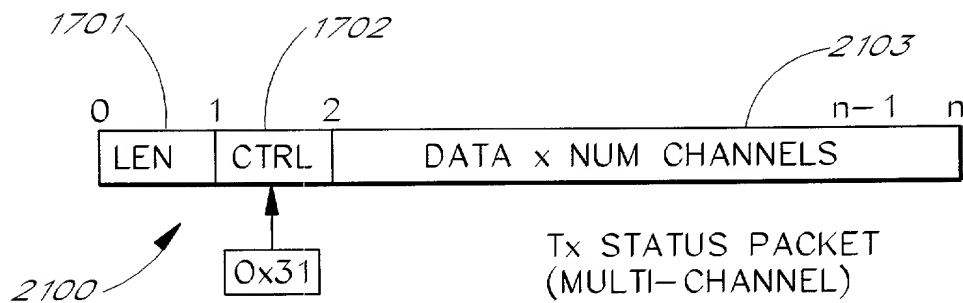 1701
1702
2103
0 1 2 n-1 n
LEN CTRL DATA x NUM CHANNELS
2100
0x31
Tx STATUS PACKET
(MULTI-CHANNEL)